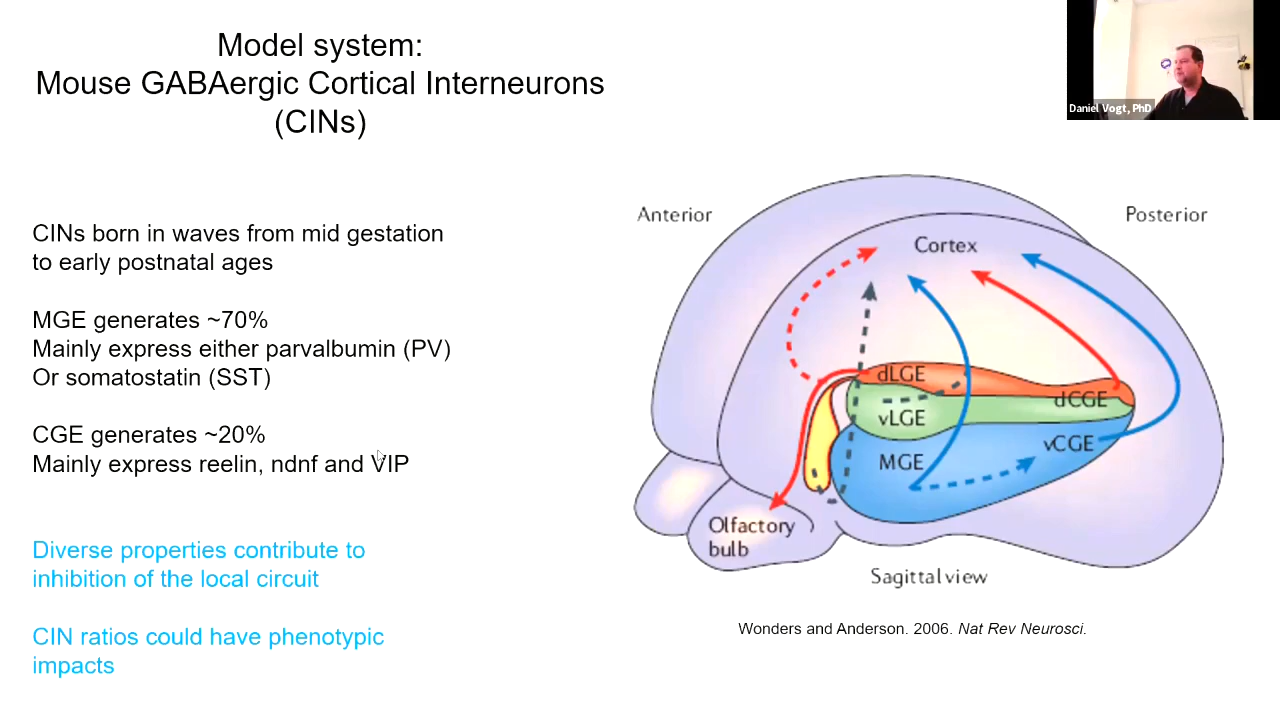 Model system:
Mouse GABAergic Cortical Interneurons
(CINs)
Daniel Vogt, PhD
CINs born in waves from mid gestation
to early postnatal ages
MGE generates ~70%
Mainly express either parvalbumin (PV)
Or somatostatin (SST)
CGE generates ~20%
Mainly express reelin, ndnf and VIP
Diverse properties contribute to
inhibition of the local circuit
CIN ratios could have phenotypic
impacts
Anterior
Posterior
Cortex
dLGE
dCGE
vLGE
vCGE
MGE
Olfactory
bulb
Sagittal view
Wonders and Anderson. 2006. Nat Rev Neurosci.